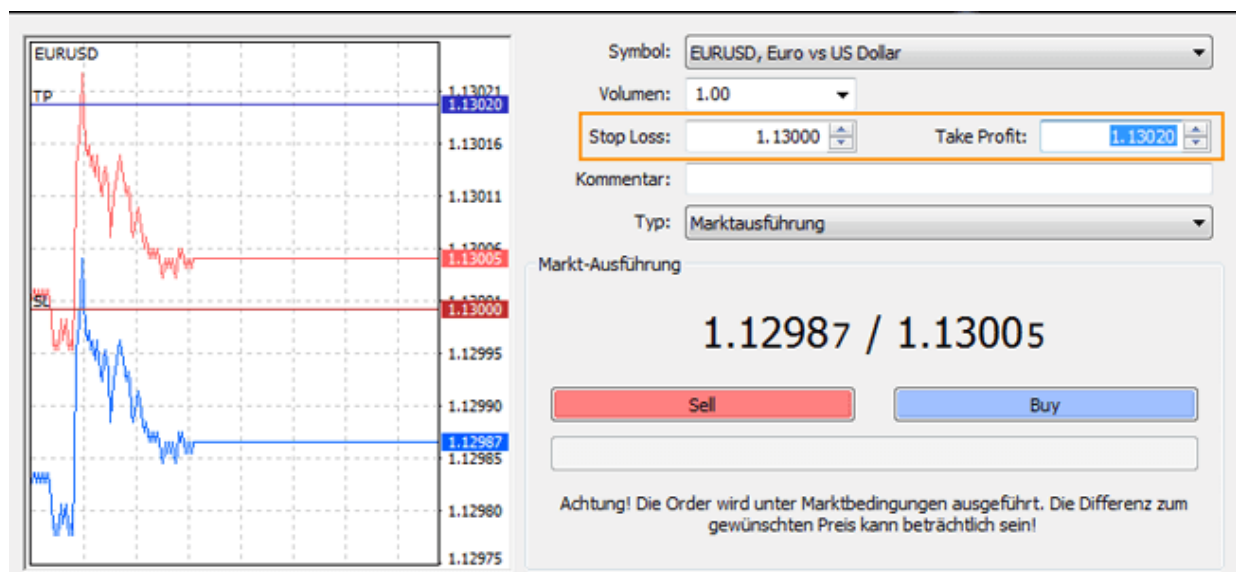 EURUSD
TP
SL
1.13021
1.13020
1.13016
1.13011
1.13006
1.13005
1.13000
1.12995
1.12990
1.12987
1.12985
1.12980
1.12975
Symbol: EURUSD, Euro vs US Dollar
Volumen: 1.00
Stop Loss: 1.13000 Take Profit: 1.13020
Kommentar:
Typ: Marktausführung
Markt-Ausführung
1.12987 / 1.13005
Sell Buy
Achtung! Die Order wird unter Marktbedingungen ausgeführt. Die Differenz zum
gewünschten Preis kann beträchtlich sein!